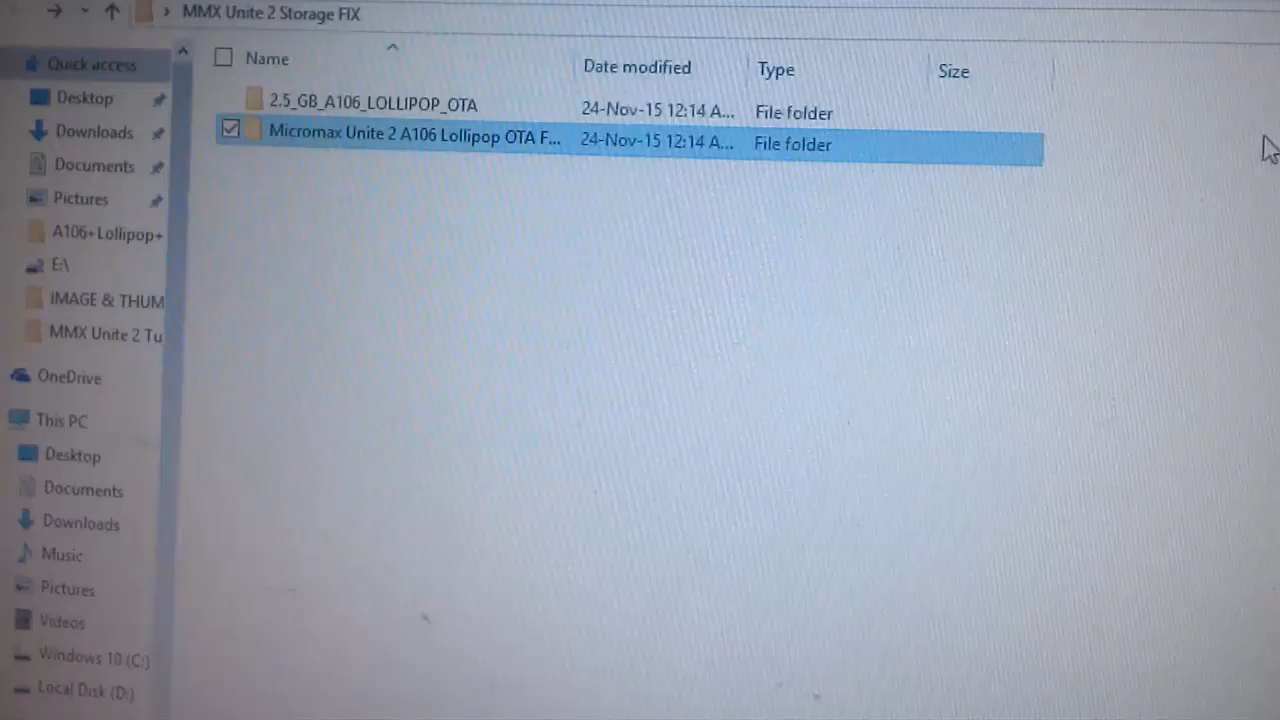 MMX Unite 2 Storage FIX
Name
Date modified
Type
Size
2.5_GB_A106_LOLLIPOP_OTA
24-Nov-15 12:14 A...
File folder
Micromax Unite 2 A106 Lollipop OTA F...
24-Nov-15 12:14 A...
File folder
Quick access
Desktop
Downloads
Documents
Pictures
A106+Lollipop+
E:\
IMAGE & THUM
MMX Unite 2 Tu
OneDrive
This PC
Desktop
Documents
Downloads
Music
Pictures
Videos
Windows 10 (C:)
Local Disk (D:)